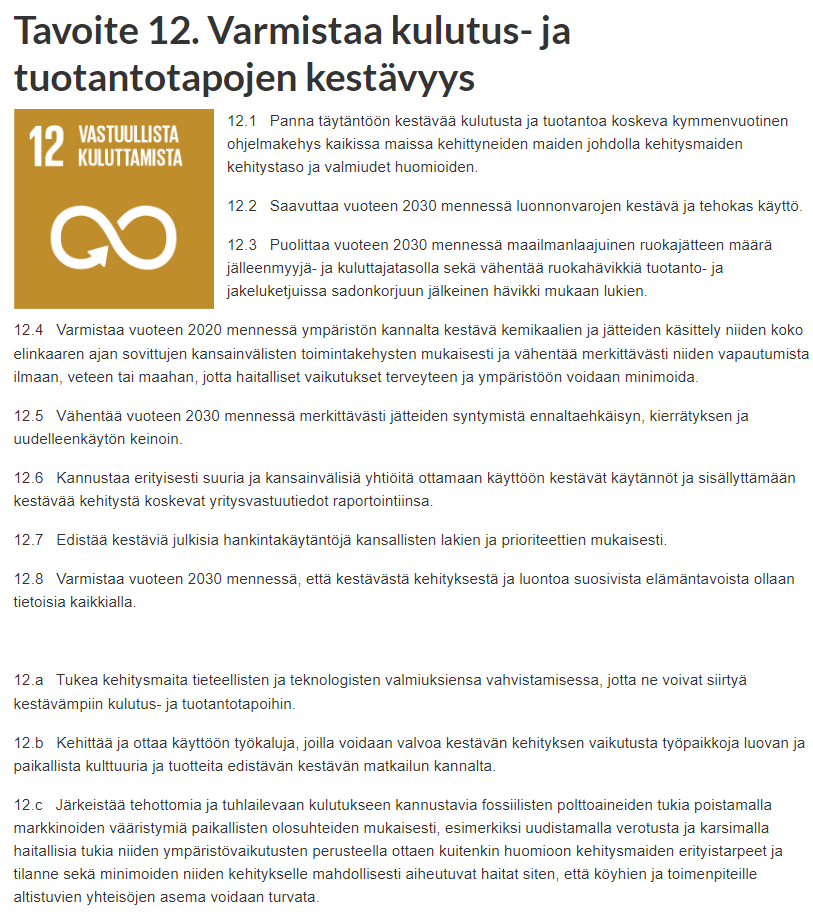 Tavoite 12. Varmistaa kulutus- ja
tuotantotapojen kestävyys
12 VASTUULLISTA
KULUTTAMISTA
12.1 Panna täytäntöön kestävää kulutusta ja tuotantoa koskeva kymmenvuotinen
ohjelmakehys kaikissa maissa kehittyneiden maiden johdolla kehitysmaiden
kehitystaso ja valmiudet huomioiden.
12.2 Saavuttaa vuoteen 2030 mennessä luonnonvarojen kestävä ja tehokas käyttö.
12.3 Puolittaa vuoteen 2030 mennessä maailmanlaajuinen ruokajätteen määrä
jälleenmyyjä- ja kuluttajatasolla sekä vähentää ruokahävikkiä tuotanto- ja
jakeluketjuissa sadonkorjuun jälkeinen hävikki mukaan lukien.
12.4 Varmistaa vuoteen 2020 mennessä ympäristön kannalta kestävä kemikaalien ja jätteiden käsittely niiden koko
elinkaaren ajan sovittujen kansainvälisten toimintakehysten mukaisesti ja vähentää merkittävästi niiden vapautumista
ilmaan, veteen tai maahan, jotta haitalliset vaikutukset terveyteen ja ympäristöön voidaan minimoida.
12.5 Vähentää vuoteen 2030 mennessä merkittävästi jätteiden syntymistä ennaltaehkäisyn, kierrätyksen ja
uudelleenkäytön keinoin.
12.6 Kannustaa erityisesti suuria ja kansainvälisiä yhtiöitä ottamaan käyttöön kestävät käytännöt ja sisällyttämään
kestävää kehitystä koskevat yritysvastuutiedot raportointiinsa.
12.7 Edistää kestäviä julkisia hankintakäytäntöjä kansallisten lakien ja prioriteettien mukaisesti.
12.8 Varmistaa vuoteen 2030 mennessä, että kestävästä kehityksestä ja luontoa suosivista elämäntavoista ollaan
tietoisia kaikkialla.
12.a Tukea kehitysmaita tieteellisten ja teknologisten valmiuksiensa vahvistamisessa, jotta ne voivat siirtyä
kestävämpiin kulutus- ja tuotantotapoihin.
12.b Kehittää ja ottaa käyttöön työkaluja, joilla voidaan valvoa kestävän kehityksen vaikutusta työpaikkoja luovan ja
paikallista kulttuuria ja tuotteita edistävän kestävän matkailun kannalta.
12.c Järkeistää tehottomia ja tuhlailevaan kulutukseen kannustavia fossiilisten polttoaineiden tukia poistamalla
markkinoiden vääristymiä paikallisten olosuhteiden mukaisesti, esimerkiksi uudistamalla verotusta ja karsimalla
haitallisia tukia niiden ympäristövaikutusten perusteella ottaen kuitenkin huomioon kehitysmaiden erityistarpeet ja
tilanne sekä minimoiden niiden kehitykselle mahdollisesti aiheutuvat haitat siten, että köyhien ja toimenpiteille
altistuvien yhteisöjen asema voidaan turvata.